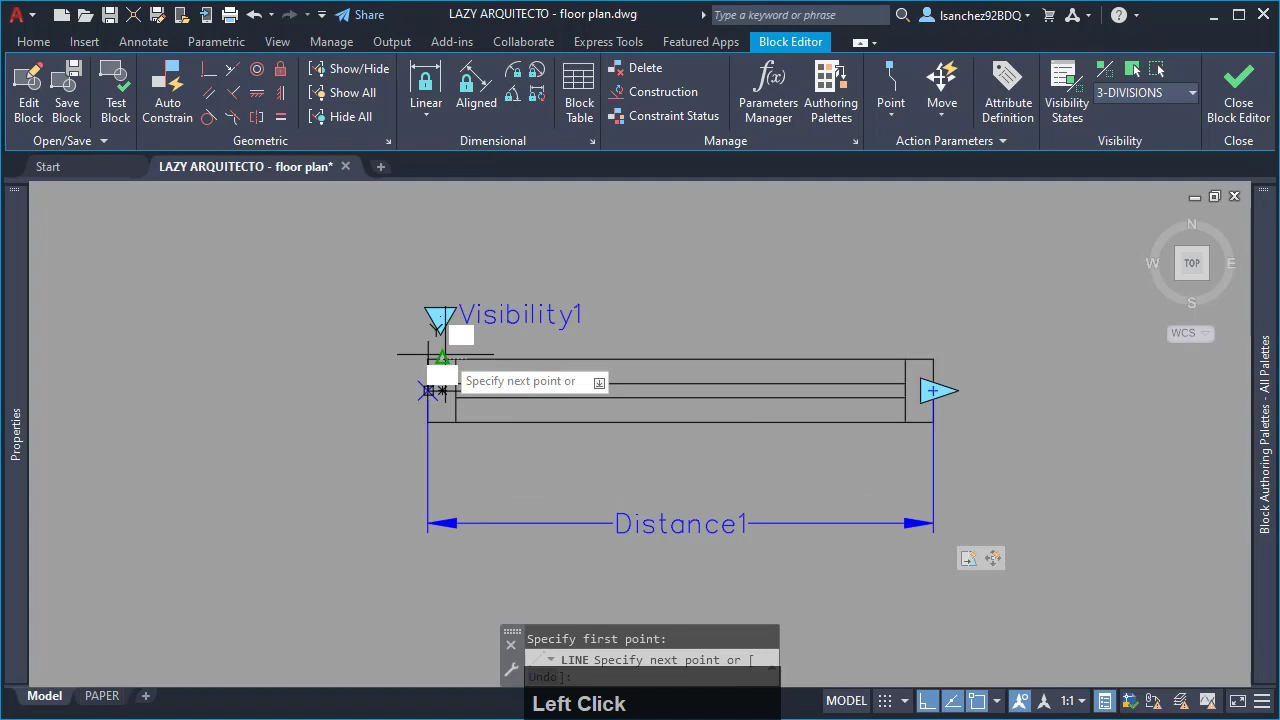 Share
LAZY ARQUITECTO - floor plan.dwg
Type a keyword or phrase
lsanchez92BDQ
Home Insert Annotate Parametric View Manage Output Add-ins Collaborate Express Tools Featured Apps Block Editor
Edit Block
Save Block
Test Block
Auto Constrain
Show/Hide
Show All
Hide All
Linear
Aligned
Block Table
Delete
Construction
Constraint Status
Parameters Manager
Authoring Palettes
Point
Move
Attribute Definition
Visibility States
3-DIVISIONS
Close Block Editor
Open/Save Geometric Dimensional Manage Action Parameters Visibility Close
Start LAZY ARQUITECTO - floor plan*
Properties
Block Authoring Palettes - All Palettes
N
W TOP E
S
WCS
Visibility1
Specify next point or
Distance1
Specify first point:
LINE Specify next point or [
Undo]:
Left Click
Model PAPER
MODEL 1:1